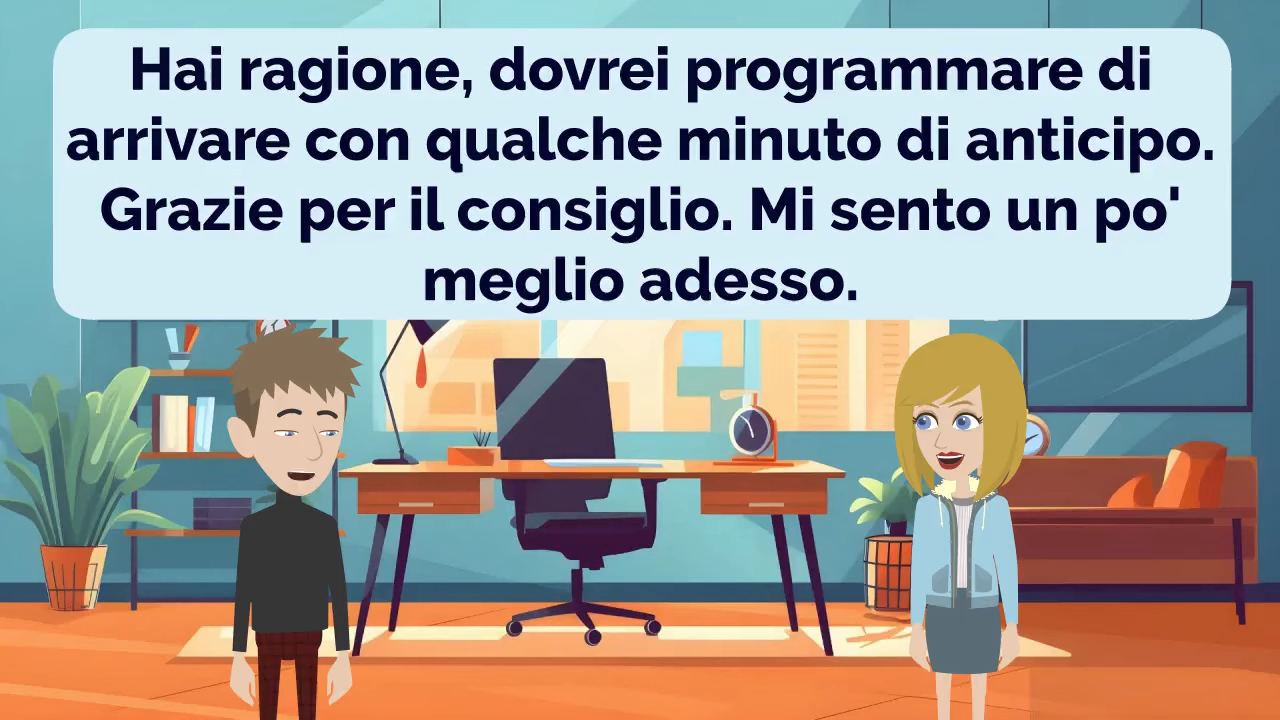 Hai ragione, dovrei programmare di
arrivare con qualche minuto di anticipo.
Grazie per il consiglio. Mi sento un po'
meglio adesso.